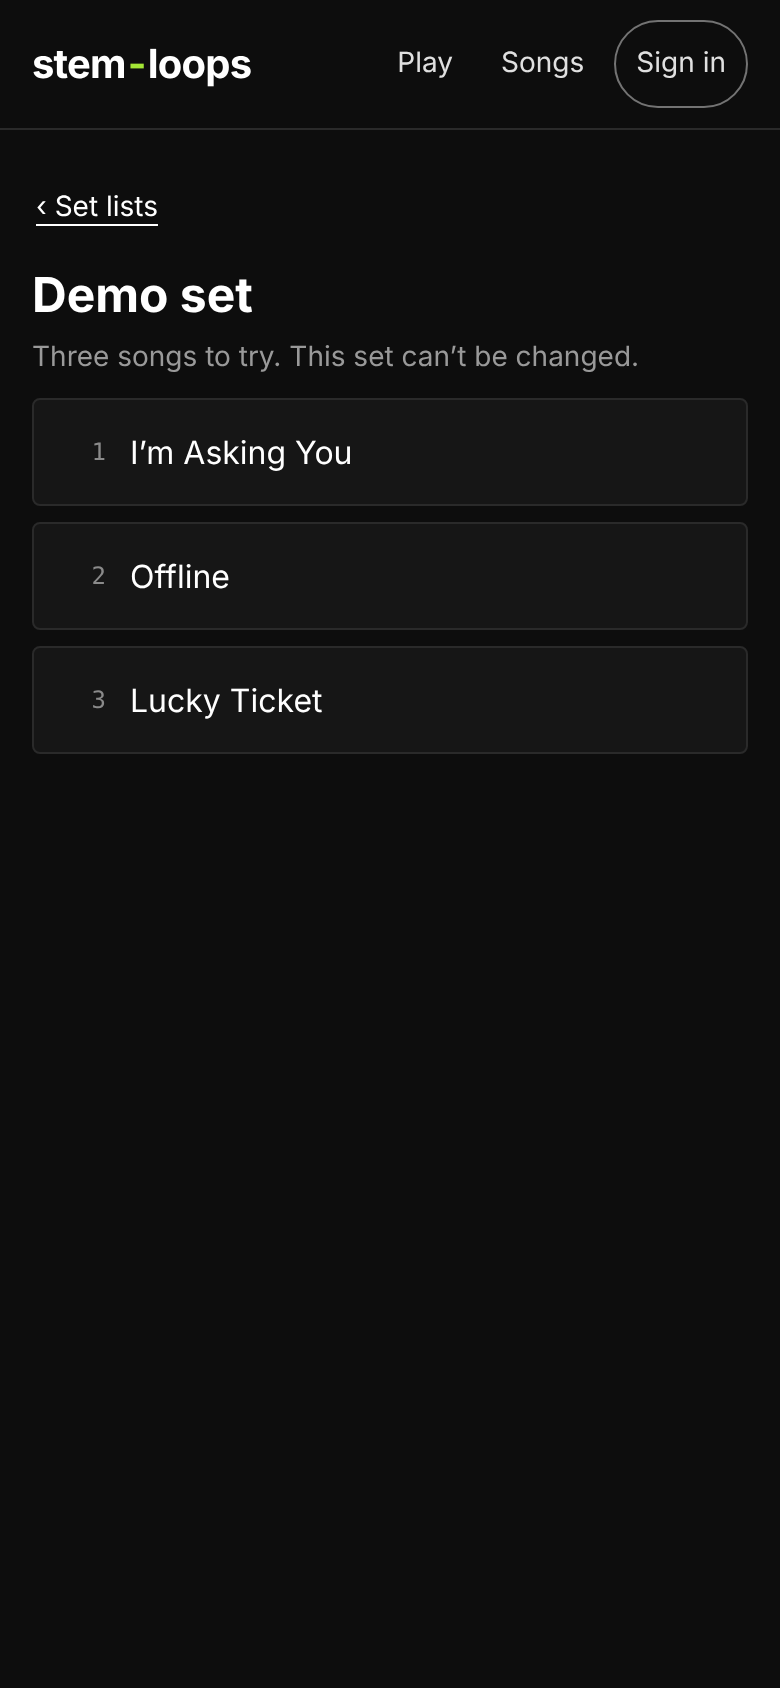 stem-loops
Play
Songs
Sign in
‹ Set lists
Demo set
Three songs to try. This set can’t be changed.
1 I’m Asking You
2 Offline
3 Lucky Ticket